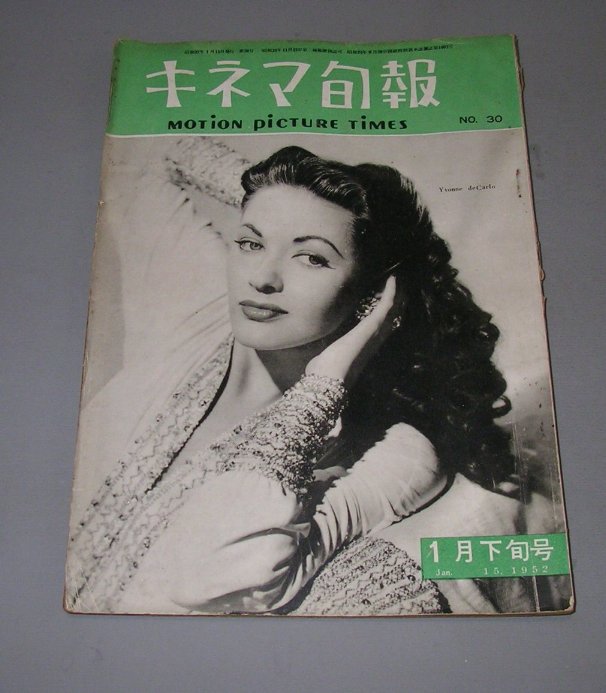 キネマ旬報
MOTION PICTURE TIMES
NO. 30
Yvonne deCarlo
1月下旬号
Jan. 15, 1952